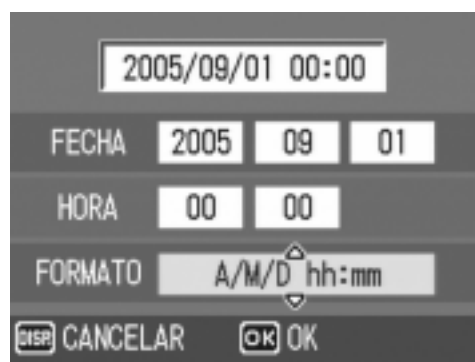 2005/09/01 00:00
FECHA 2005 09 01
HORA 00 00
FORMATO A/M/D hh:mm
DISP. CANCELAR OK OK